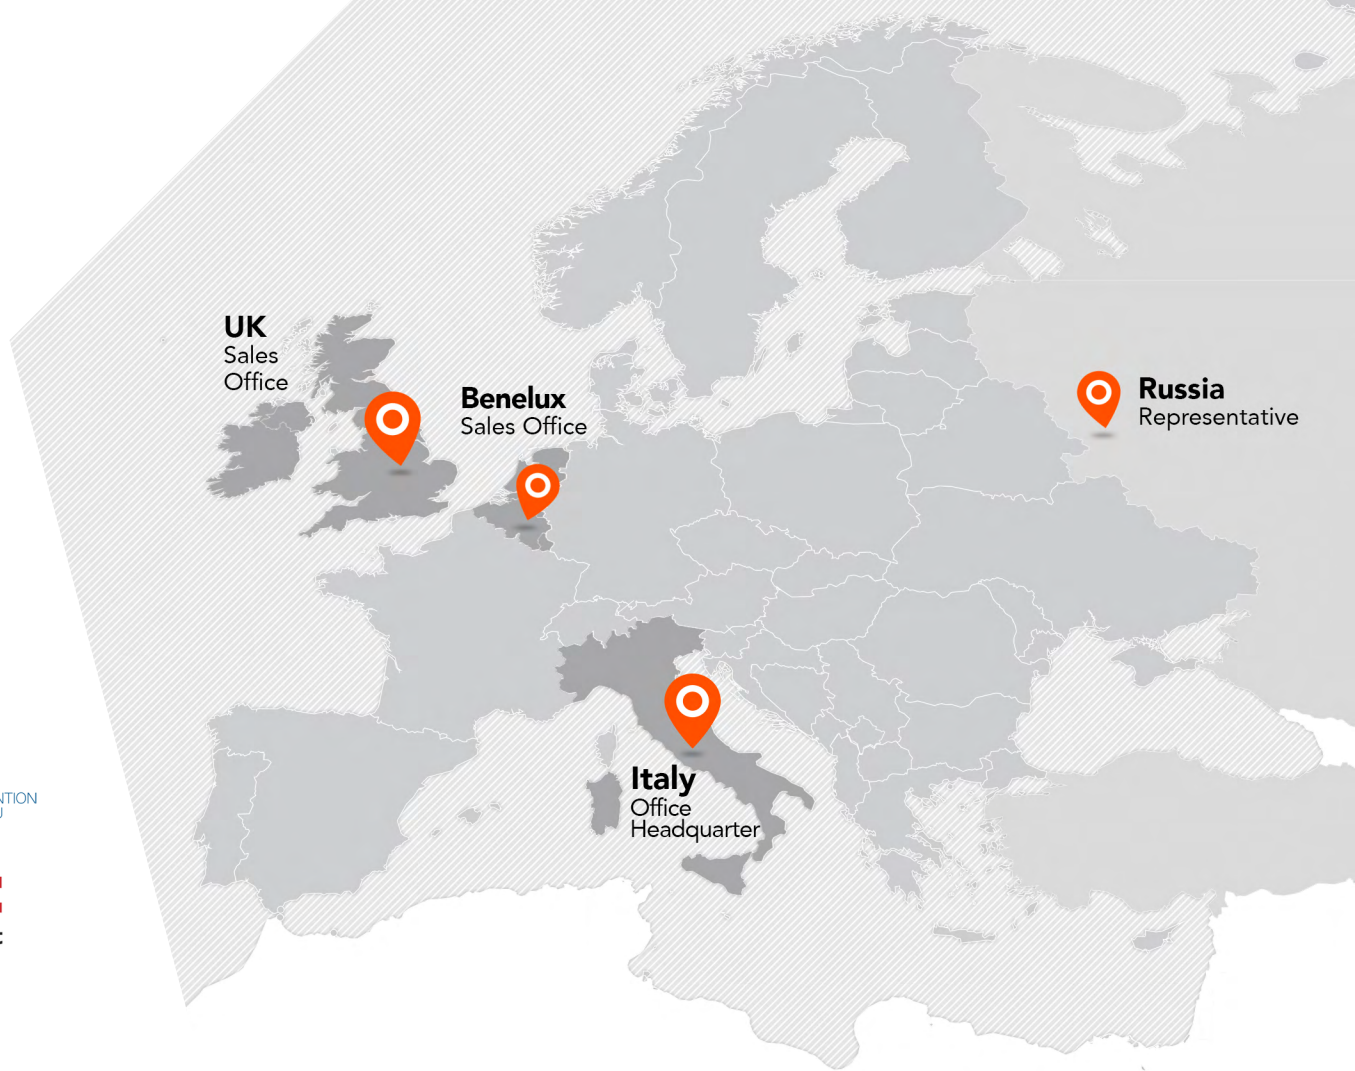 UK
Sales
Office
Benelux
Sales Office
Russia
Representative
Italy
Office
Headquarter